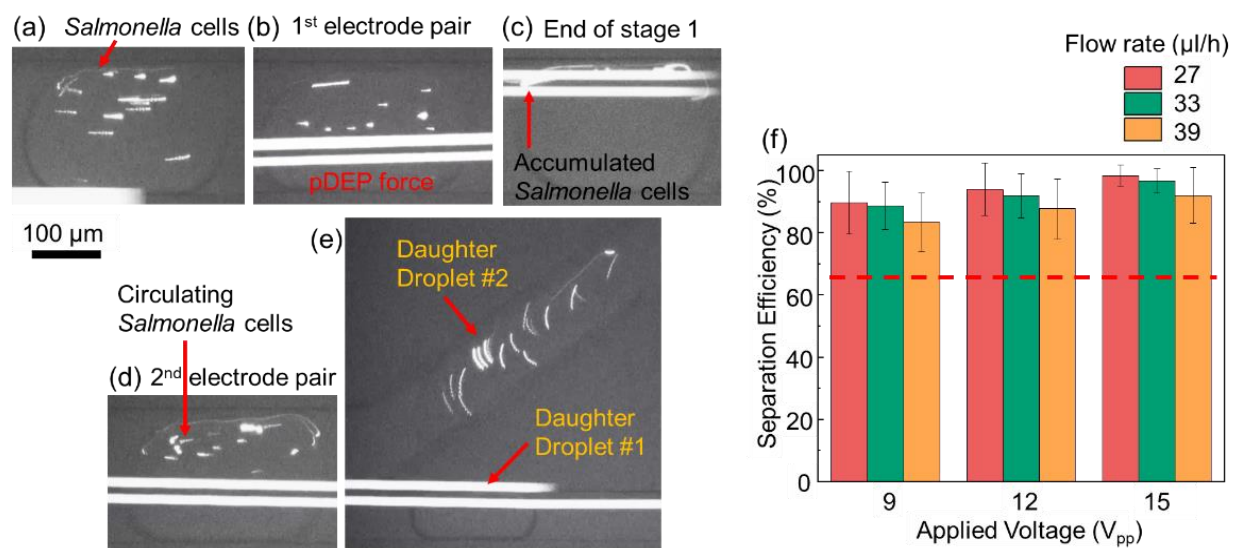 (a)
Salmonella cells
(b)
1st electrode pair
(c) End of stage 1
pDEP force
Accumulated
Salmonella cells
100 µm
Circulating
Salmonella cells
(d) 2nd electrode pair
(e)
Daughter
Droplet #2
Daughter
Droplet #1
Flow rate (µl/h)
27
33
39
(f)
Separation Efficiency (%)
100
80
60
40
20
0
9
12
15
Applied Voltage (Vpp)